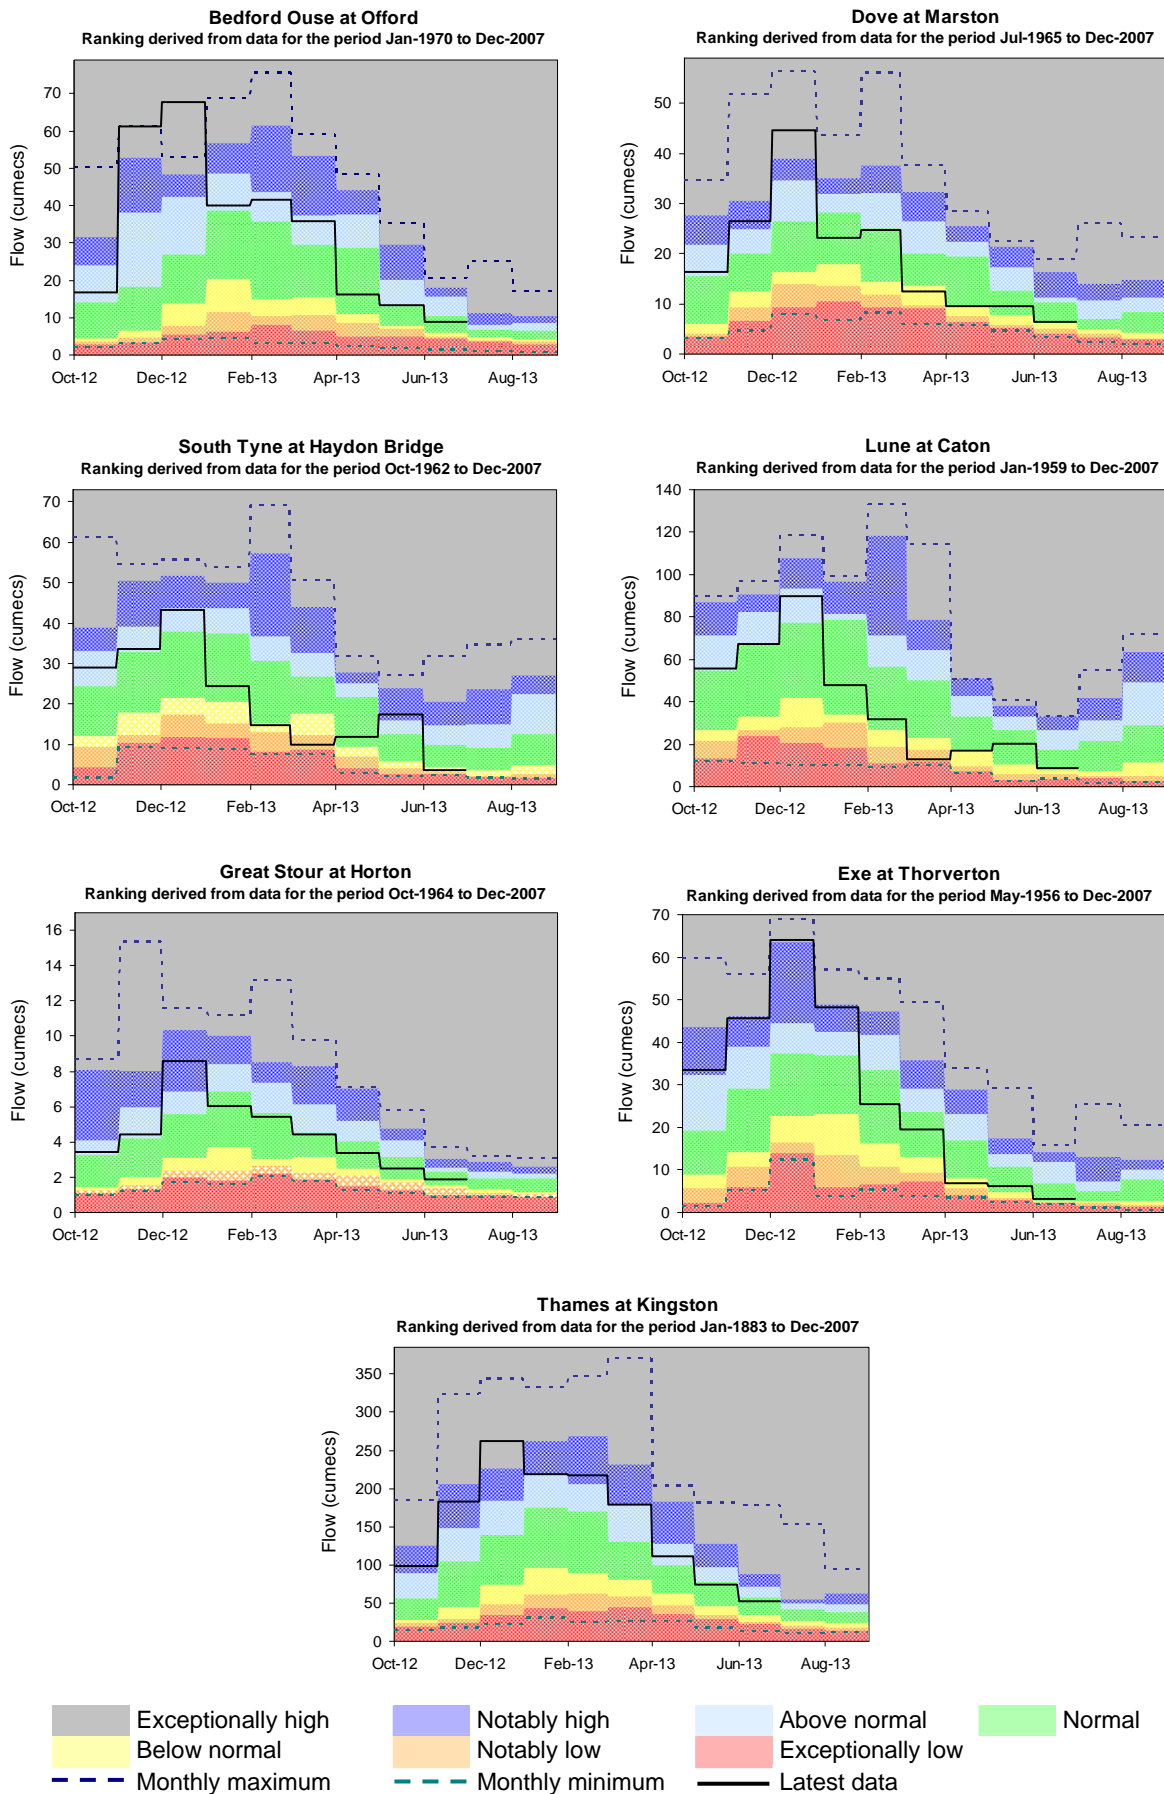 Bedford Ouse at Offord
Ranking derived from data for the period Jan-1970 to Dec-2007
Flow (cumecs)
70
60
50
40
30
20
10
0
Oct-12 Dec-12 Feb-13 Apr-13 Jun-13 Aug-13
Dove at Marston
Ranking derived from data for the period Jul-1965 to Dec-2007
Flow (cumecs)
50
40
30
20
10
0
Oct-12 Dec-12 Feb-13 Apr-13 Jun-13 Aug-13
South Tyne at Haydon Bridge
Ranking derived from data for the period Oct-1962 to Dec-2007
Flow (cumecs)
70
60
50
40
30
20
10
0
Oct-12 Dec-12 Feb-13 Apr-13 Jun-13 Aug-13
Lune at Caton
Ranking derived from data for the period Jan-1959 to Dec-2007
Flow (cumecs)
140
120
100
80
60
40
20
0
Oct-12 Dec-12 Feb-13 Apr-13 Jun-13 Aug-13
Great Stour at Horton
Ranking derived from data for the period Oct-1964 to Dec-2007
Flow (cumecs)
16
14
12
10
8
6
4
2
0
Oct-12 Dec-12 Feb-13 Apr-13 Jun-13 Aug-13
Exe at Thorverton
Ranking derived from data for the period May-1956 to Dec-2007
Flow (cumecs)
70
60
50
40
30
20
10
0
Oct-12 Dec-12 Feb-13 Apr-13 Jun-13 Aug-13
Thames at Kingston
Ranking derived from data for the period Jan-1883 to Dec-2007
Flow (cumecs)
350
300
250
200
150
100
50
0
Oct-12 Dec-12 Feb-13 Apr-13 Jun-13 Aug-13
Exceptionally high Notably high Above normal Normal
Below normal Notably low Exceptionally low
Monthly maximum Monthly minimum Latest data